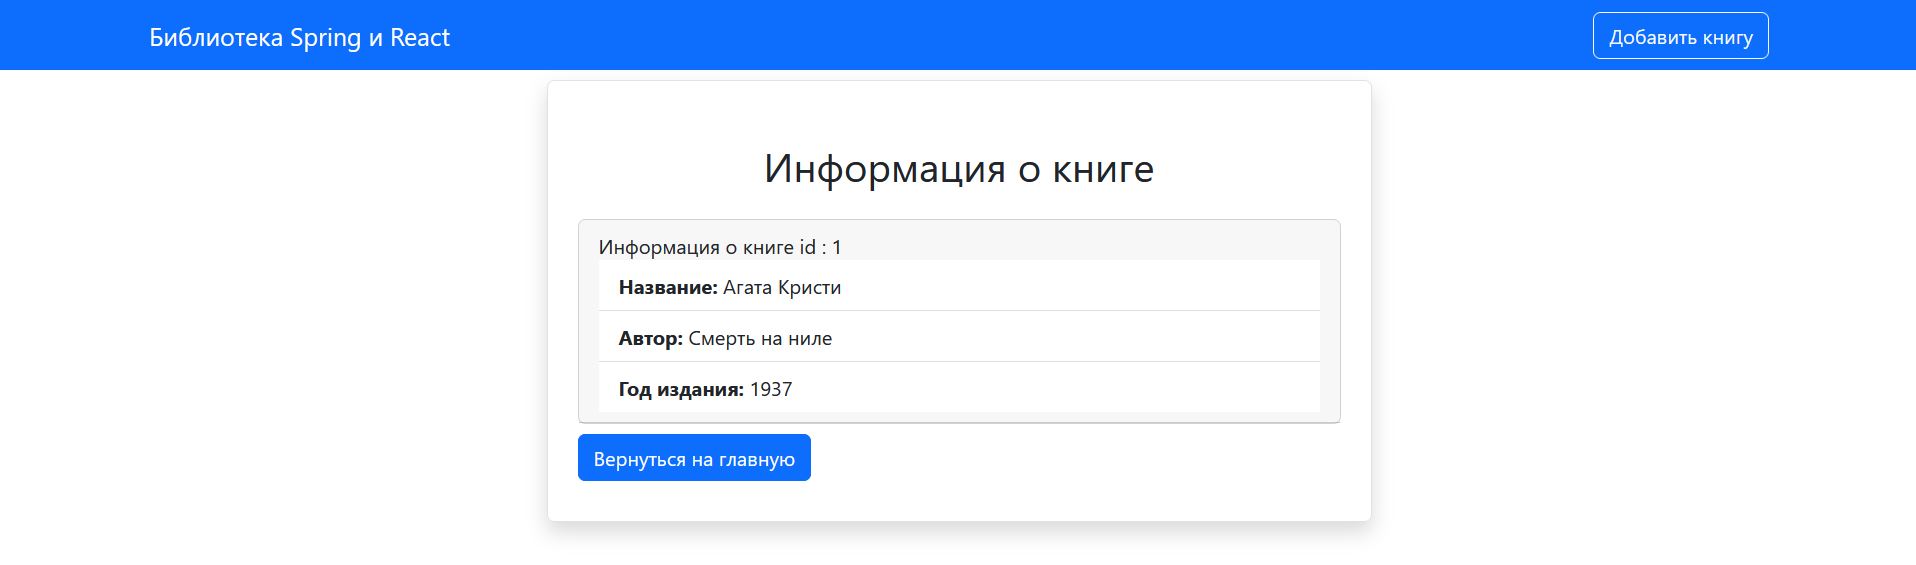 Библиотека Spring и React
Добавить книгу
Информация о книге
Информация о книге id : 1
Название: Агата Кристи
Автор: Смерть на ниле
Год издания: 1937
Вернуться на главную